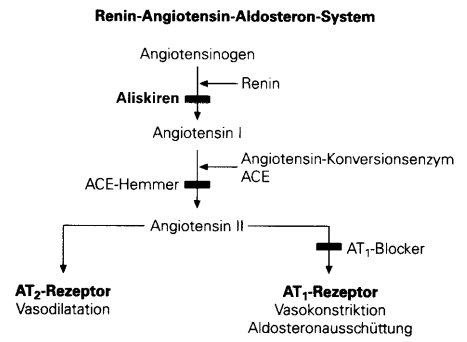 Renin-Angiotensin-Aldosteron-System
Angiotensinogen
Renin
Aliskiren
Angiotensin I
Angiotensin-Konversionsenzym
ACE
ACE-Hemmer
Angiotensin II
AT₁-Blocker
AT₂-Rezeptor
Vasodilatation
AT₁-Rezeptor
Vasokonstriktion
Aldosteronausschüttung